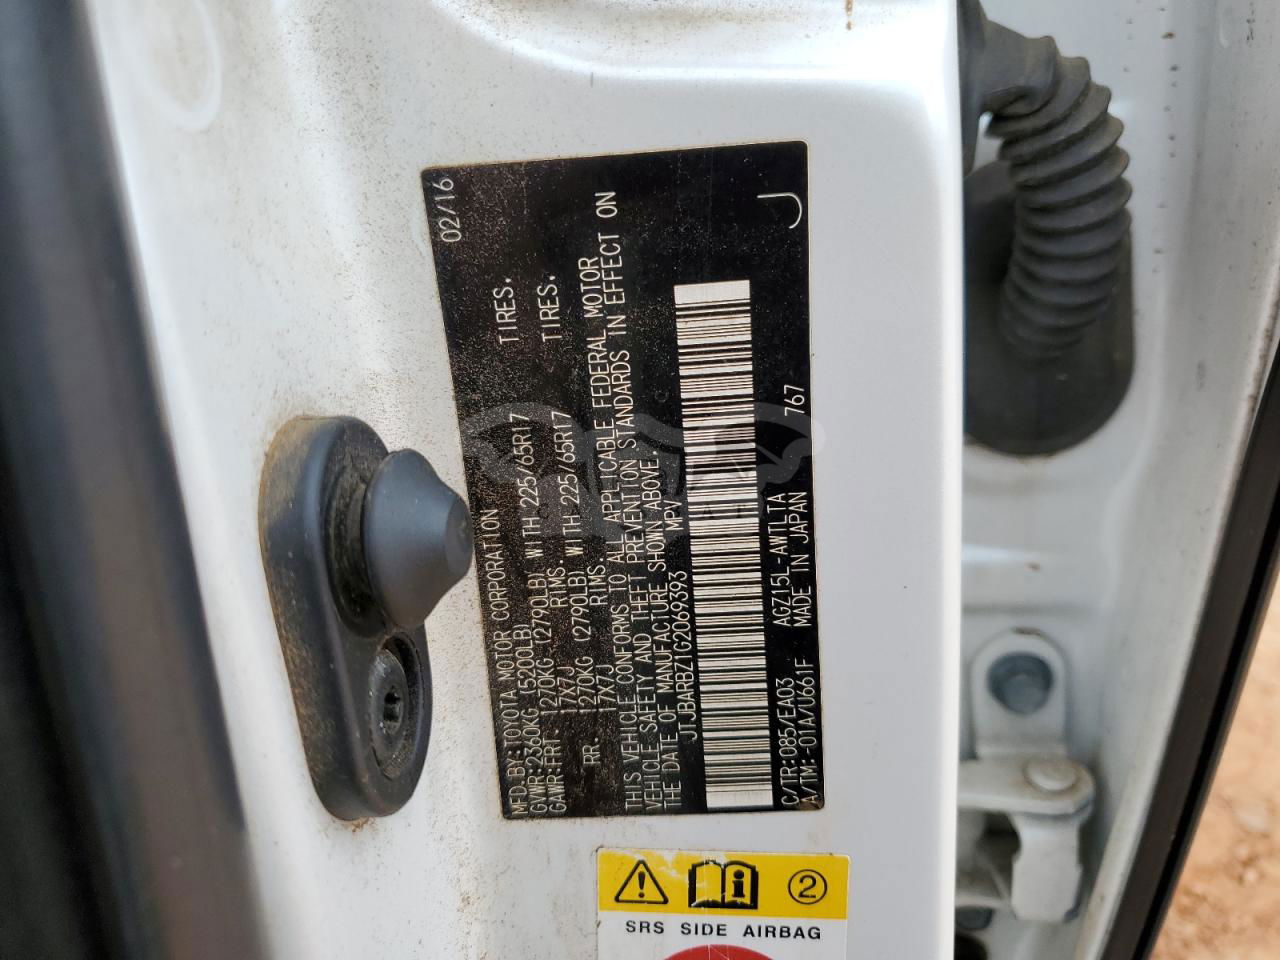 MFD.BY:TOYOTA MOTOR CORPORATION 02/16
GVWR:2360KG (5200LB)
GAWR:FRT: 1270KG (2790LB) WITH 225/65R17 TIRES,
17X7J RIMS.
RR: 1270KG (2790LB) WITH 225/65R17 TIRES,
17X7J RIMS.
THIS VEHICLE CONFORMS TO ALL APPLICABLE FEDERAL MOTOR
VEHICLE SAFETY AND THEFT PREVENTION STANDARDS IN EFFECT ON
THE DATE OF MANUFACTURE SHOWN ABOVE.
JTJBARBZ1G2069393 MPV
C/TR:085/EA03 AGZ15L-AWTLTA 767
A/TM:-01A/U661F MADE IN JAPAN
J
2
SRS SIDE AIRBAG